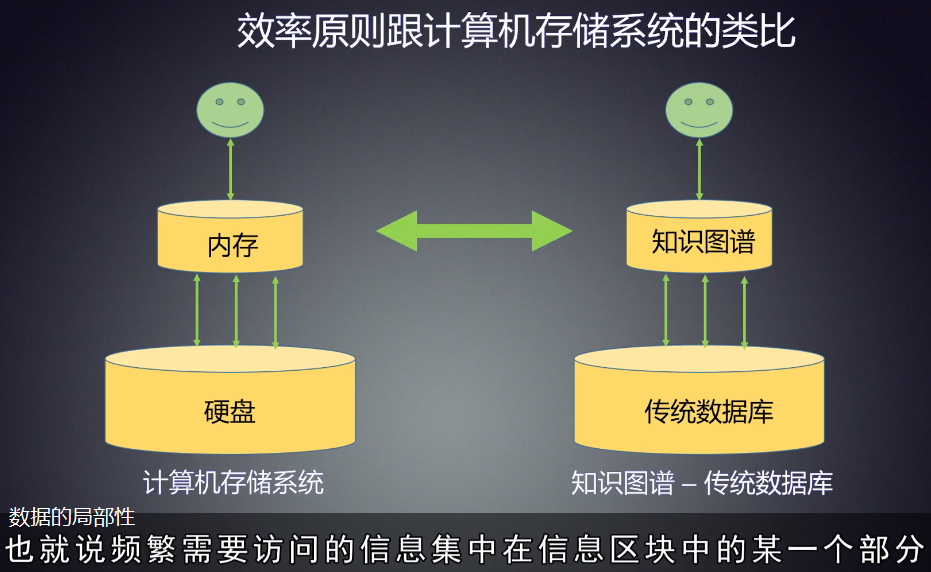 效率原则跟计算机存储系统的类比
内存
知识图谱
硬盘
传统数据库
计算机存储系统
知识图谱 – 传统数据库
数据的局部性
也就说频繁需要访问的信息集中在信息区块中的某一个部分